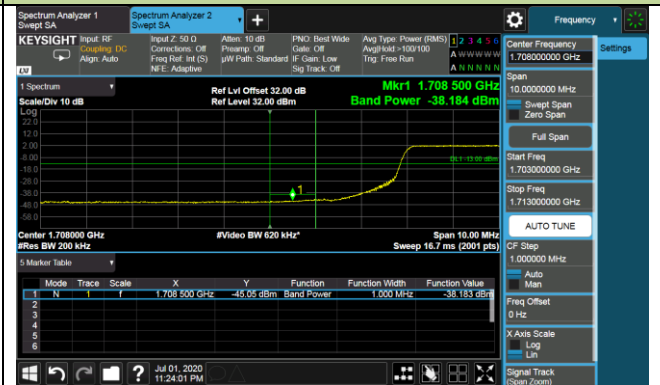 Spectrum Analyzer 1
Swept SA
Spectrum Analyzer 2
Swept SA
+
Frequency
KEYSIGHT
Input: RF
Coupling: DC
Align: Auto
Input Z: 50 Ω
Corrections: Off
Freq Ref: Int (S)
NFE: Adaptive
Atten: 10 dB
Preamp: Off
µW Path: Standard
PNO: Best Wide
Gate: Off
IF Gain: Low
Sig Track: Off
Avg Type: Power (RMS)
Avg|Hold:>100/100
Trig: Free Run
1 2 3 4 5 6
A W W W W W
A N N N N N
LXI
1 Spectrum
Scale/Div 10 dB
Ref Lvl Offset 32.00 dB
Ref Level 32.00 dBm
Mkr1 1.708 500 GHz
Band Power -38.184 dBm
Log
22.0
12.0
2.00
-8.00
-18.0
-28.0
-38.0
-48.0
-58.0
DL1 -13.00 dBm
1
Center 1.708000 GHz
#Res BW 200 kHz
#Video BW 620 kHz*
Span 10.00 MHz
Sweep 16.7 ms (2001 pts)
5 Marker Table
Mode Trace Scale X Y Function Function Width Function Value
1 N 1 f 1.708 500 GHz -45.05 dBm Band Power 1.000 MHz -38.183 dBm
2
3
4
5
6
Jul 01, 2020
11:24:01 PM
Center Frequency
1.708000000 GHz
Settings
Span
10.0000000 MHz
Swept Span
Zero Span
Full Span
Start Freq
1.703000000 GHz
Stop Freq
1.713000000 GHz
AUTO TUNE
CF Step
1.000000 MHz
Auto
Man
Freq Offset
0 Hz
X Axis Scale
Log
Lin
Signal Track
(Span Zoom)